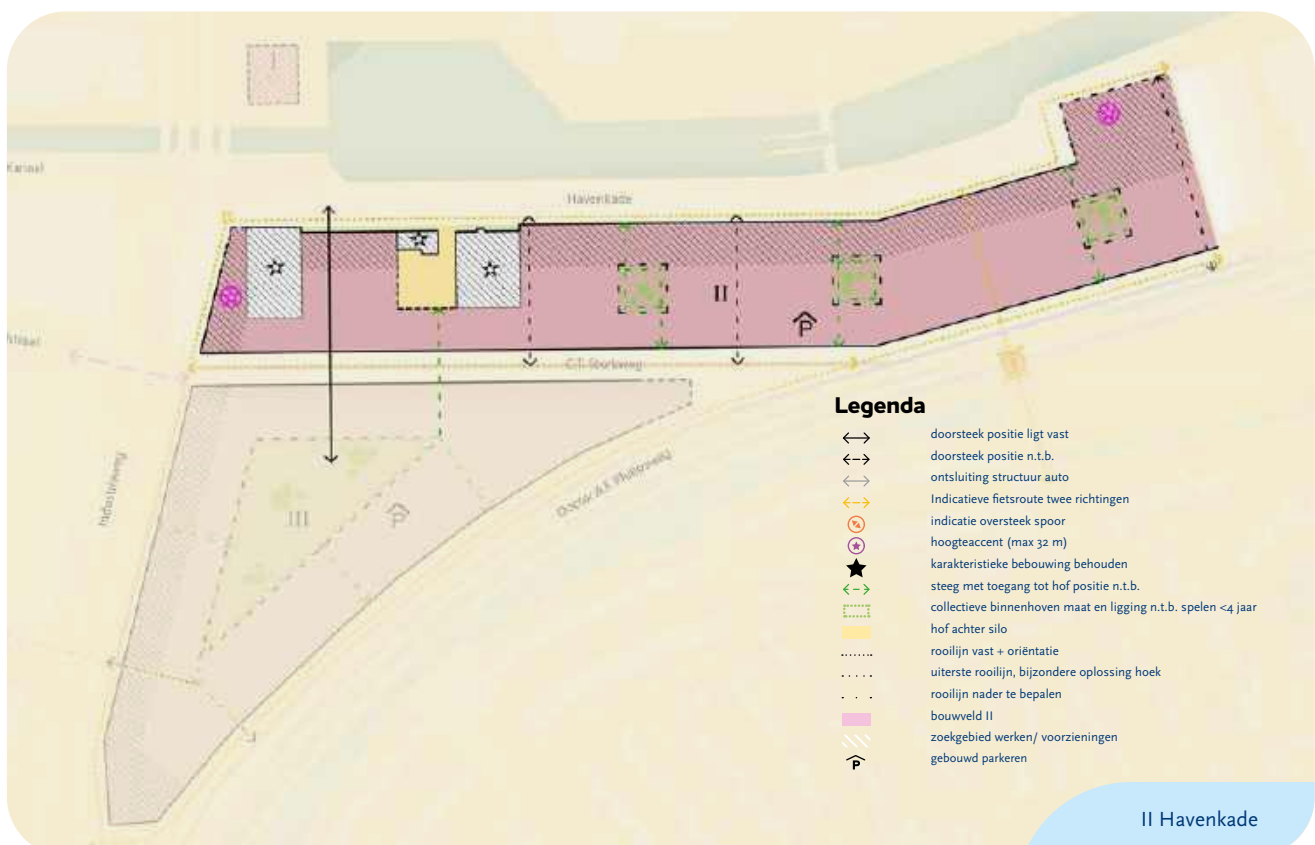 I
Kanaal
Havenkade
II
P
C.T. Storkweg
Industrieweg
III
P
Legenda
doorsteek positie ligt vast
doorsteek positie n.t.b.
ontsluiting structuur auto
Indicatieve fietsroute twee richtingen
indicatie oversteek spoor
hoogteaccent (max 32 m)
karakteristieke bebouwing behouden
steeg met toegang tot hof positie n.t.b.
collectieve binnenhoven maat en ligging n.t.b. spelen <4 jaar
hof achter silo
rooilijn vast + oriëntatie
uiterste rooilijn, bijzondere oplossing hoek
rooilijn nader te bepalen
bouwveld II
zoekgebied werken/ voorzieningen
P
gebouwd parkeren
II Havenkade